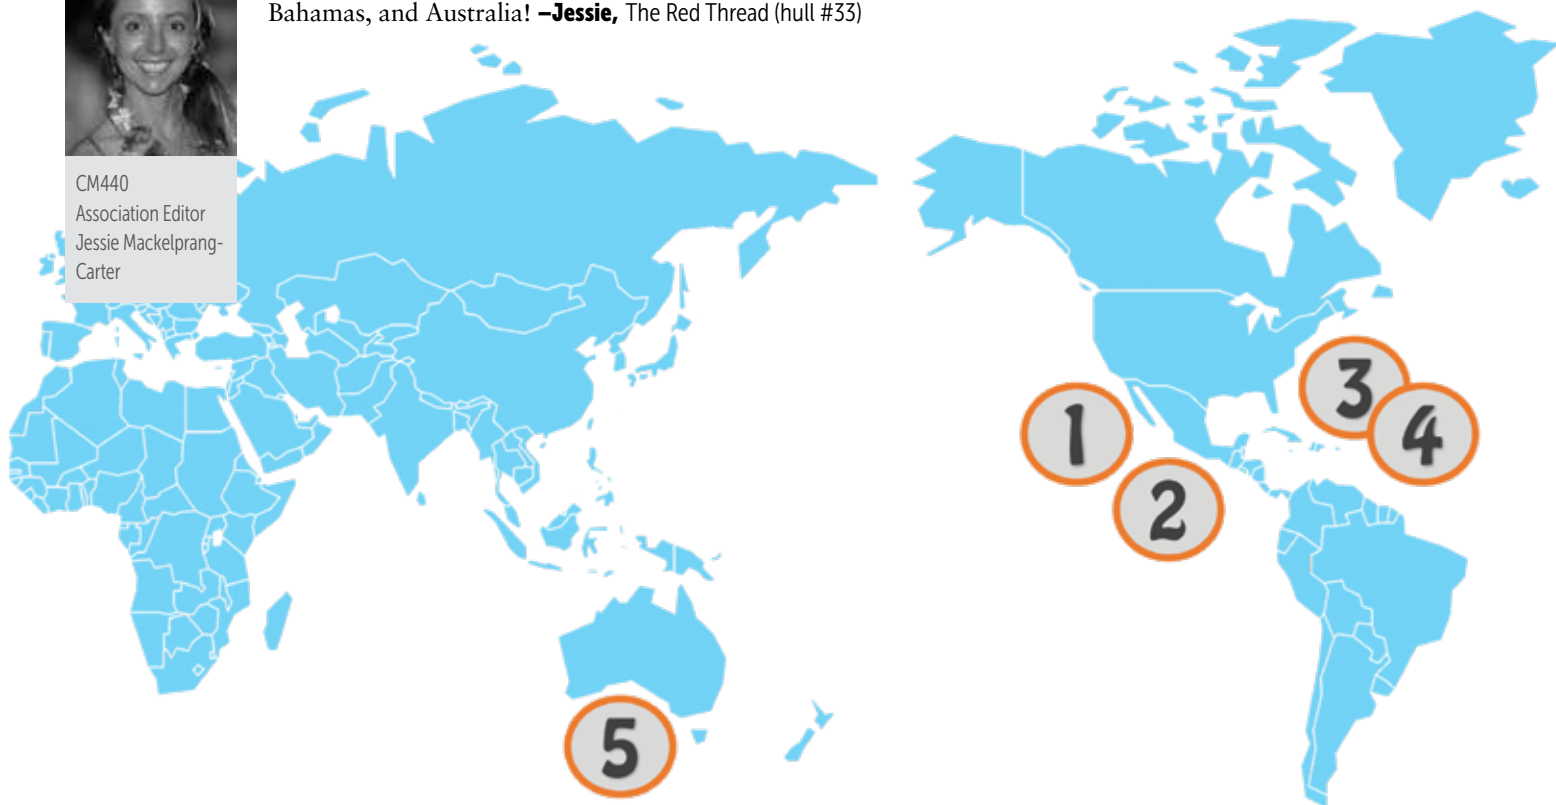 Bahamas, and Australia! –Jessie, The Red Thread (hull #33)
CM440
Association Editor
Jessie Mackelprang-
Carter
3
1
4
2
5